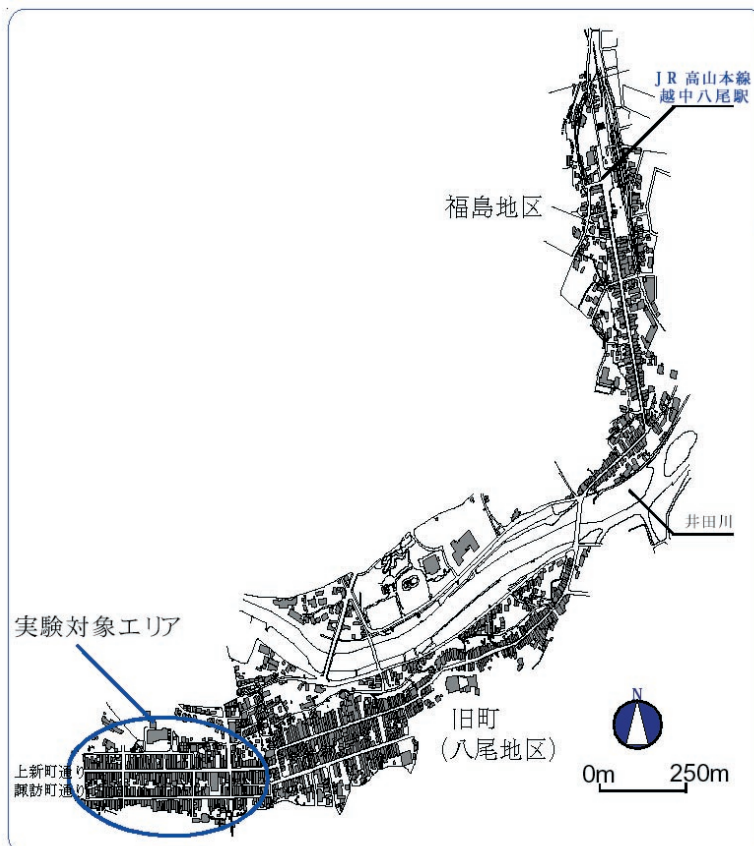 JR 高山本線
越中八尾駅
福島地区
井田川
実験対象エリア
旧町
(八尾地区)
N
0m 250m
上新町通り
諏訪町通り